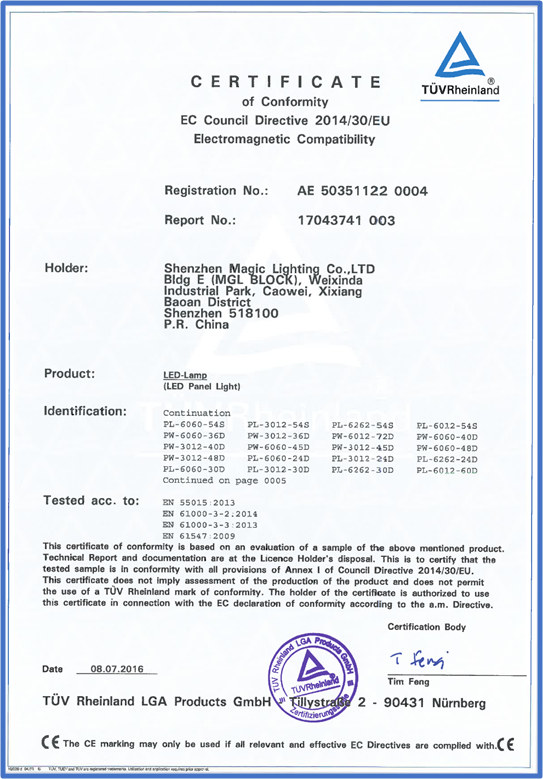 TÜVRheinland®
CERTIFICATE
of Conformity
EC Council Directive 2014/30/EU
Electromagnetic Compatibility
Registration No.: AE 50351122 0004
Report No.: 17043741 003
Holder: Shenzhen Magic Lighting Co.,LTD
Bldg E (MGL BLOCK), Weixinda
Industrial Park, Caowei, Xixiang
Baoan District
Shenzhen 518100
P.R. China
Product: LED-Lamp
(LED Panel Light)
Identification: Continuation
PL-6060-54S PL-3012-54S PL-6262-54S PL-6012-54S
PW-6060-36D PW-3012-36D PW-6012-72D PW-6060-40D
PW-3012-40D PW-6060-45D PW-3012-45D PW-6060-48D
PW-3012-48D PL-6060-24D PL-3012-24D PL-6262-24D
PL-6060-30D PL-3012-30D PL-6262-30D PL-6012-60D
Continued on page 0005
Tested acc. to: EN 55015:2013
EN 61000-3-2:2014
EN 61000-3-3:2013
EN 61547:2009
This certificate of conformity is based on an evaluation of a sample of the above mentioned product.
Technical Report and documentation are at the Licence Holder's disposal. This is to certify that the
tested sample is in conformity with all provisions of Annex I of Council Directive 2014/30/EU.
This certificate does not imply assessment of the production of the product and does not permit
the use of a TÜV Rheinland mark of conformity. The holder of the certificate is authorized to use
this certificate in connection with the EC declaration of conformity according to the a.m. Directive.
Certification Body
T Feng
Tim Feng
Date 08.07.2016
TÜV Rheinland LGA Products GmbH
TÜVRheinland
Zertifizierungsstelle
TÜV Rheinland LGA Products GmbH - Tillystraße 2 - 90431 Nürnberg
CE The CE marking may only be used if all relevant and effective EC Directives are complied with. CE